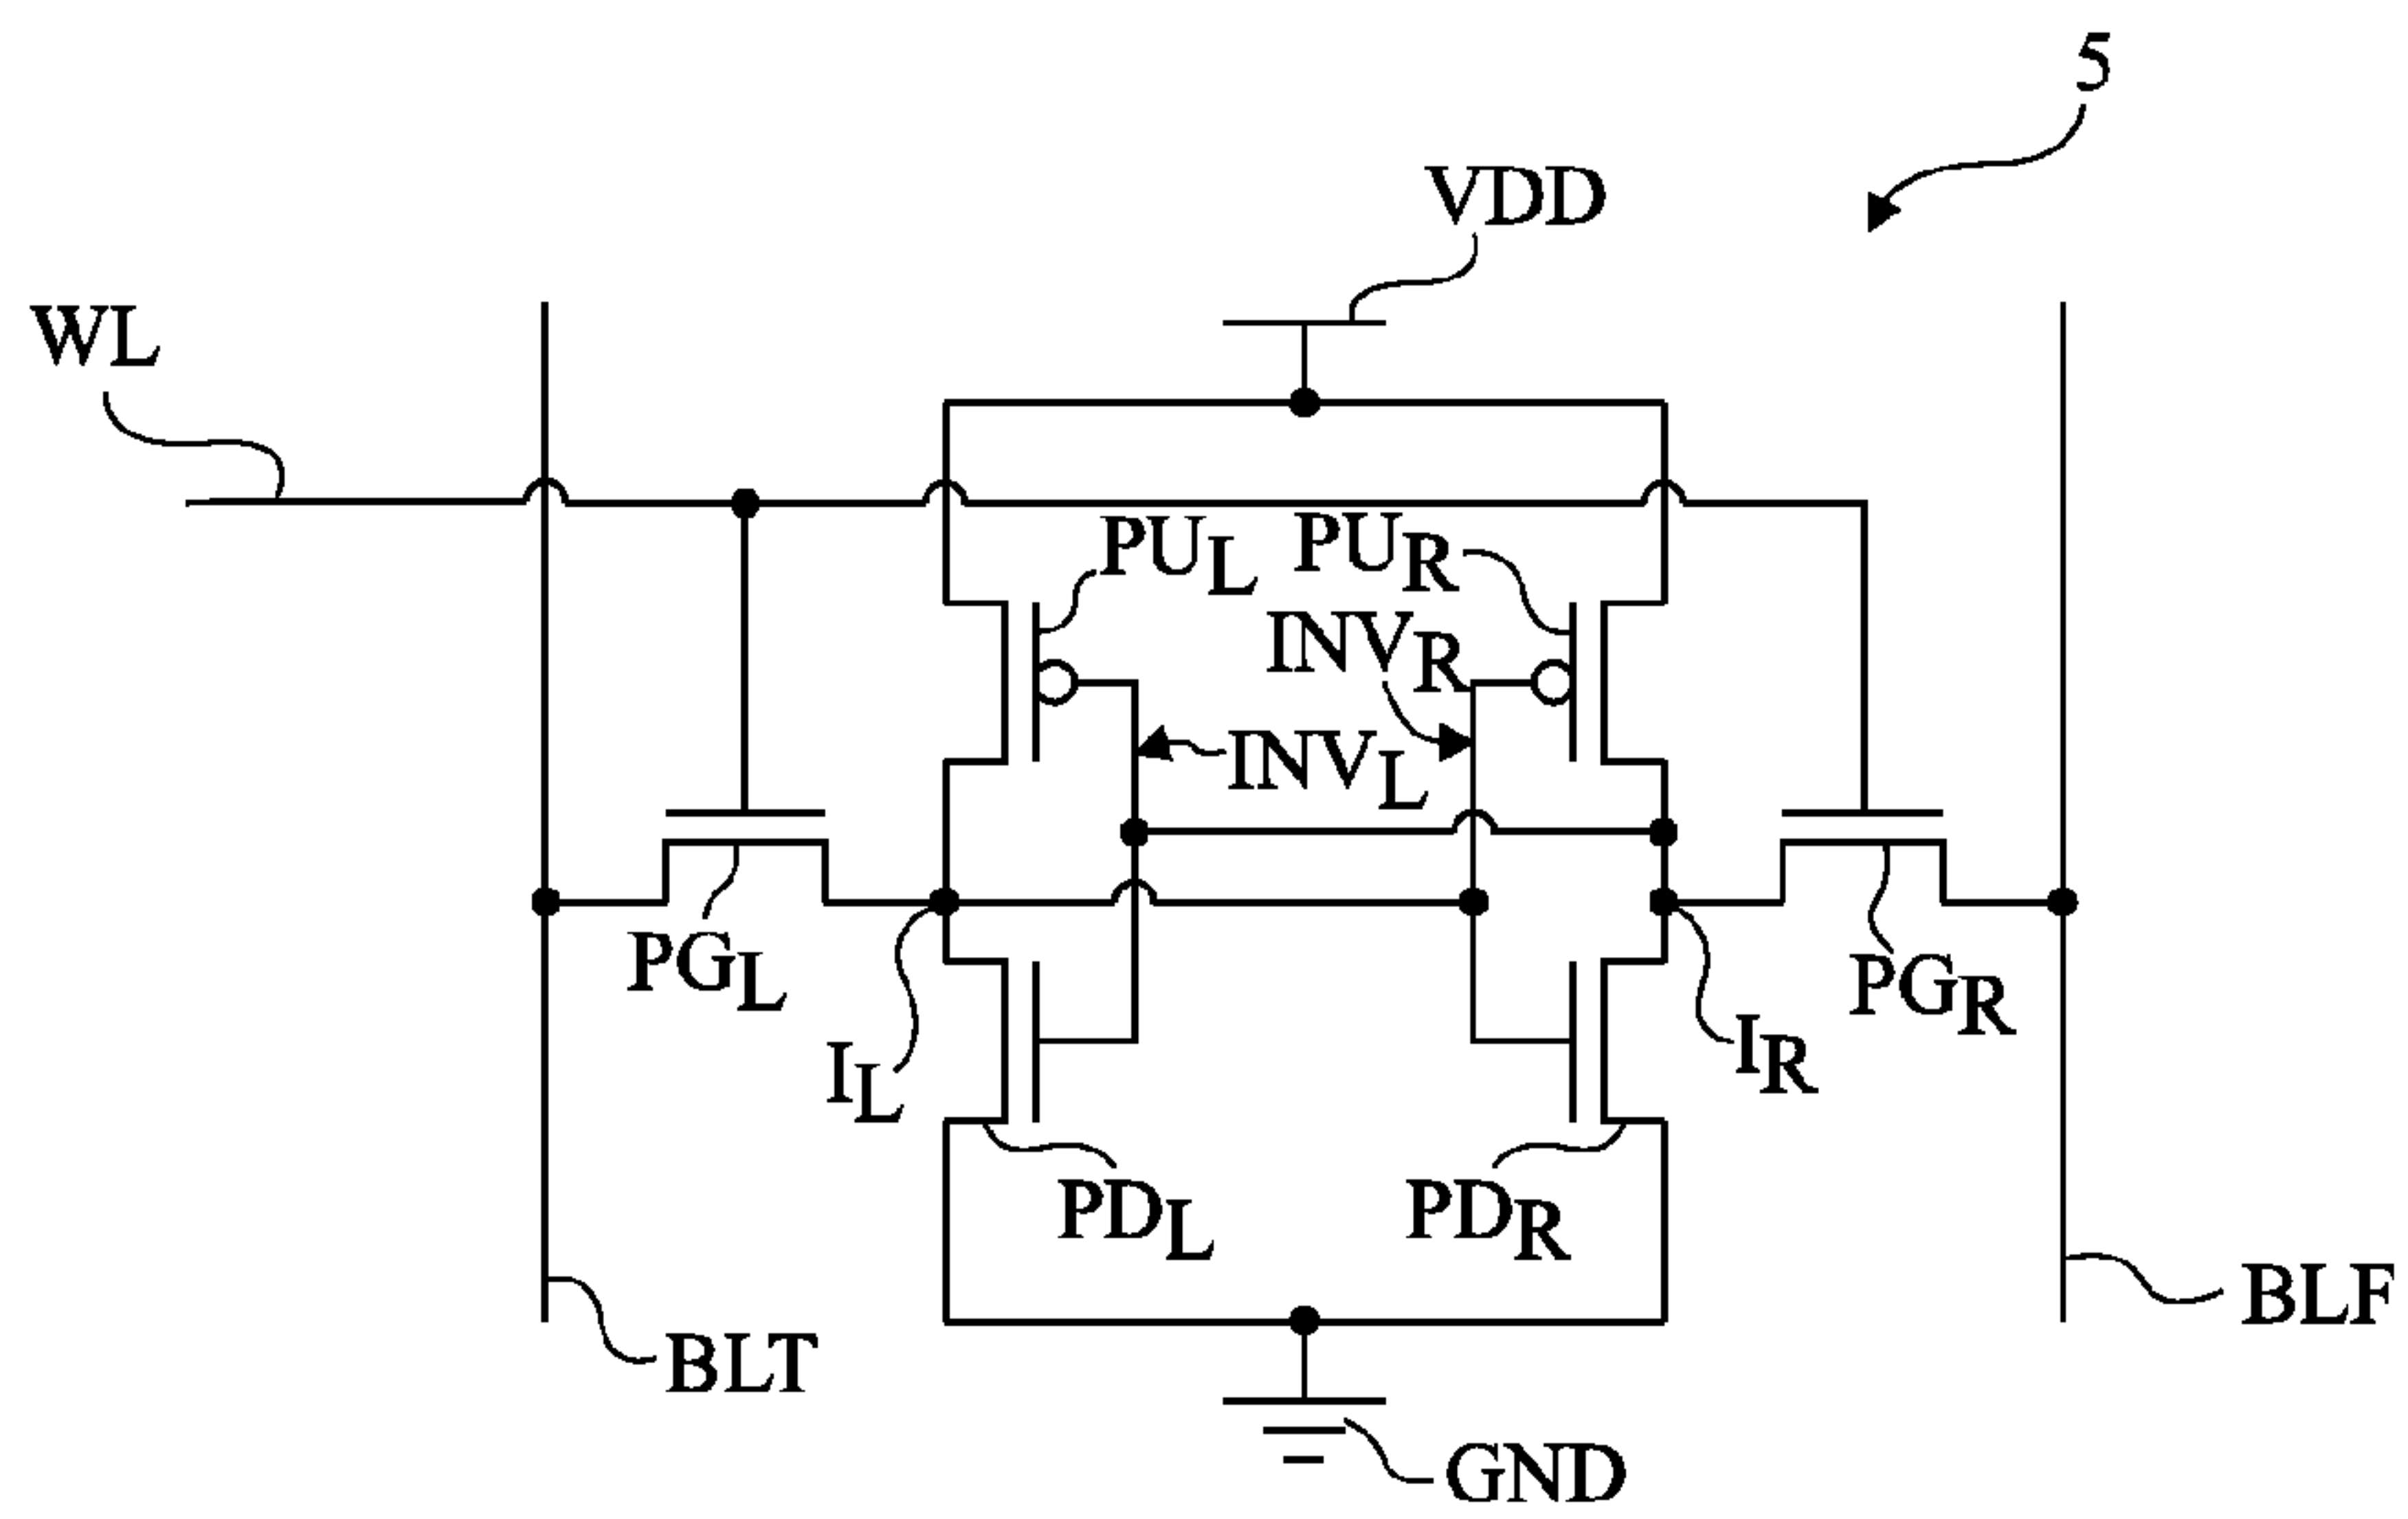 5
VDD
WL
PUL
PUR
INVR
INVL
PGL
PGR
IL
IR
PDL
PDR
BLF
BLT
GND